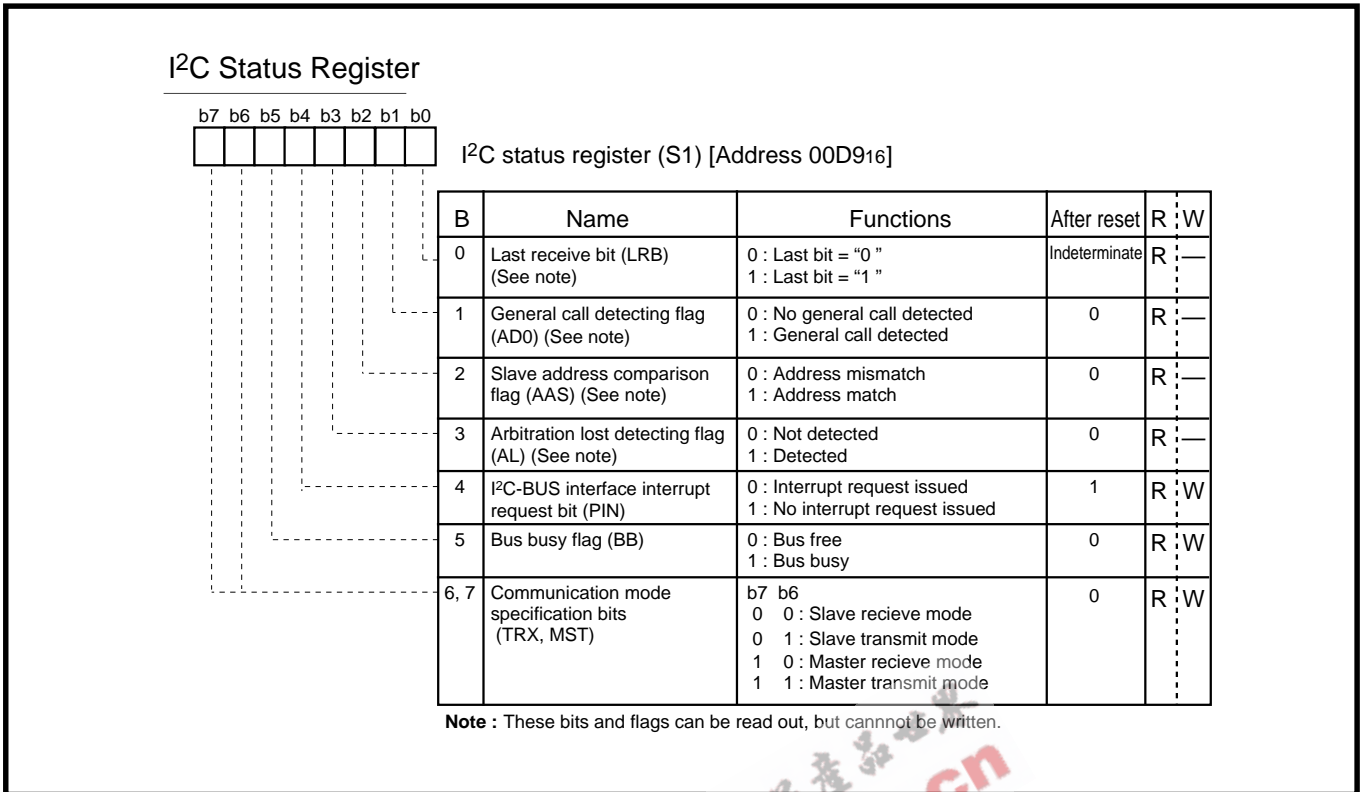 I²C Status Register
b7 b6 b5 b4 b3 b2 b1 b0
I²C status register (S1) [Address 00D916]
B Name Functions After reset R W
0 Last receive bit (LRB) (See note) 0 : Last bit = “0 ” Indeterminate R —
1 : Last bit = “1 ”
1 General call detecting flag (AD0) (See note) 0 : No general call detected 0 R —
1 : General call detected
2 Slave address comparison flag (AAS) (See note) 0 : Address mismatch 0 R —
1 : Address match
3 Arbitration lost detecting flag (AL) (See note) 0 : Not detected 0 R —
1 : Detected
4 I²C-BUS interface interrupt request bit (PIN) 0 : Interrupt request issued 1 R W
1 : No interrupt request issued
5 Bus busy flag (BB) 0 : Bus free 0 R W
1 : Bus busy
6, 7 Communication mode specification bits (TRX, MST) b7 b6 0 R W
0 0 : Slave recieve mode
0 1 : Slave transmit mode
1 0 : Master recieve mode
1 1 : Master transmit mode
Note : These bits and flags can be read out, but cannnot be written.
.cn